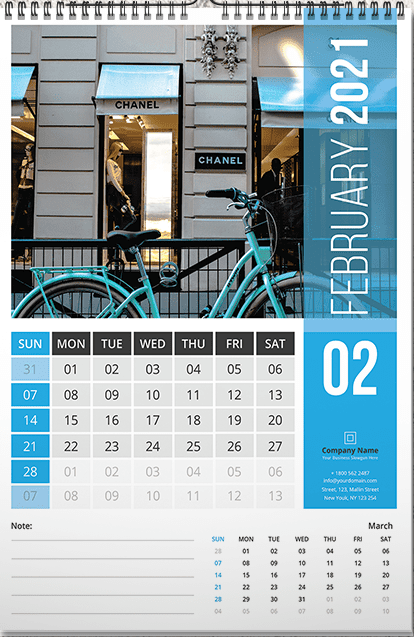 CHANEL
CHANEL
FEBRUARY 2021
SUN MON TUE WED THU FRI SAT
31 01 02 03 04 05 06
07 08 09 10 11 12 13
14 15 16 17 18 19 20
21 22 23 24 25 26 27
28 01 02 03 04 05 06
07 08 09 10 11 12 13
02
Company Name
Your Business Slowgun Here
+ 1800 562 2487
info@yourdomain.com
Street, 123, Mallin Street
New Youk, NY 123 254
Note:
March
SUN MON TUE WED THU FRI SAT
28 01 02 03 04 05 06
07 08 09 10 11 12 13
14 15 16 17 18 19 20
21 22 23 24 25 26 27
28 29 30 31 01 02 03
04 05 06 07 08 09 10